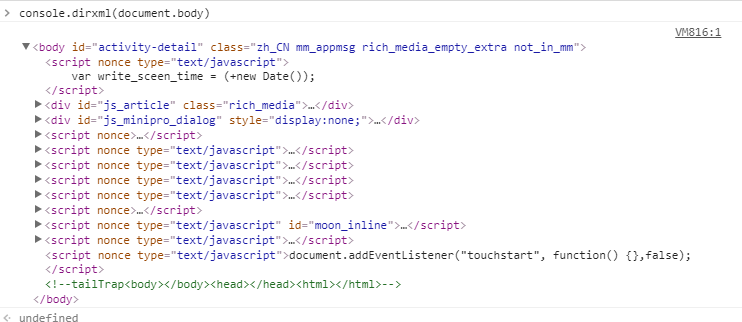 console.dirxml(document.body)
VM816:1
<body id="activity-detail" class="zh_CN mm_appmsg rich_media_empty_extra not_in_mm">
<script nonce type="text/javascript">
var write_sceen_time = (+new Date());
</script>
<div id="js_article" class="rich_media">…</div>
<div id="js_minipro_dialog" style="display:none;">…</div>
<script nonce>…</script>
<script nonce type="text/javascript">…</script>
<script nonce type="text/javascript">…</script>
<script nonce type="text/javascript">…</script>
<script nonce type="text/javascript">…</script>
<script nonce>…</script>
<script nonce type="text/javascript" id="moon_inline">…</script>
<script nonce type="text/javascript">…</script>
<script nonce type="text/javascript">document.addEventListener("touchstart", function() {},false);
</script>
<!--tailTrap<body></body><head></head><html></html>-->
</body>
undefined